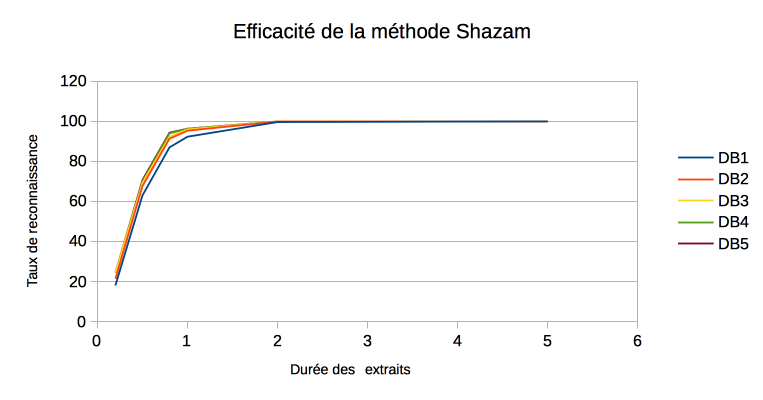 Efficacité de la méthode Shazam
120
100
80
60
40
20
0
Taux de reconnaissance
0 1 2 3 4 5 6
Durée des extraits
DB1
DB2
DB3
DB4
DB5